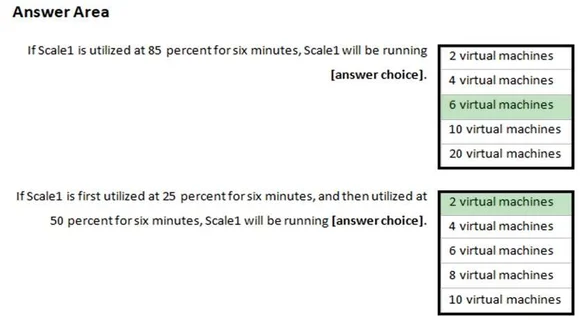 Answer Area
If Scale1 is utilized at 85 percent for six minutes, Scale1 will be running
[answer choice].
2 virtual machines
4 virtual machines
6 virtual machines
10 virtual machines
20 virtual machines
If Scale1 is first utilized at 25 percent for six minutes, and then utilized at
50 percent for six minutes, Scale1 will be running [answer choice].
2 virtual machines
4 virtual machines
6 virtual machines
8 virtual machines
10 virtual machines